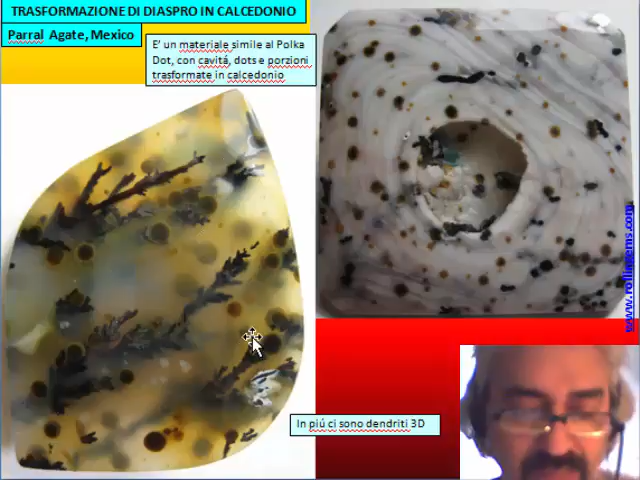 TRASFORMAZIONE DI DIASPRO IN CALCEDONIO
Parral Agate, Mexico
E' un materiale simile al Polka
Dot, con cavitá, dots e porzioni
trasformate in calcedonio
www.rollingems.com
In piú ci sono dendriti 3D